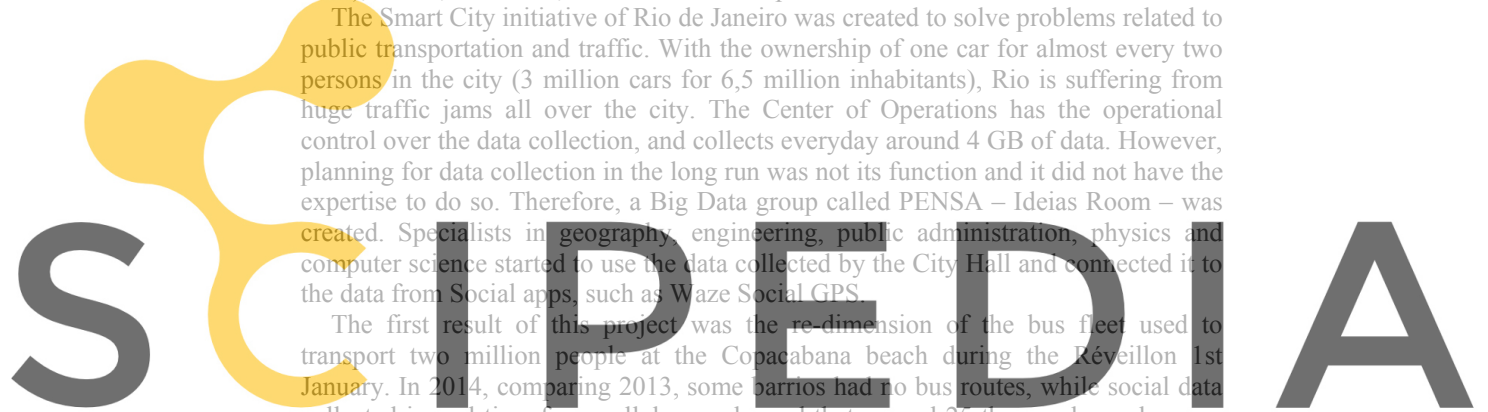 The Smart City initiative of Rio de Janeiro was created to solve problems related to
public transportation and traffic. With the ownership of one car for almost every two
persons in the city (3 million cars for 6,5 million inhabitants), Rio is suffering from
huge traffic jams all over the city. The Center of Operations has the operational
control over the data collection, and collects everyday around 4 GB of data. However,
planning for data collection in the long run was not its function and it did not have the
expertise to do so. Therefore, a Big Data group called PENSA – Ideias Room – was
created. Specialists in geography, engineering, public administration, physics and
computer science started to use the data collected by the City Hall and connected it to
the data from Social apps, such as Waze Social GPS.
The first result of this project was the re-dimension of the bus fleet used to
transport two million people at the Copacabana beach during the Réveillon 1st
January. In 2014, comparing 2013, some barrios had no bus routes, while social data
SCIPEDIA